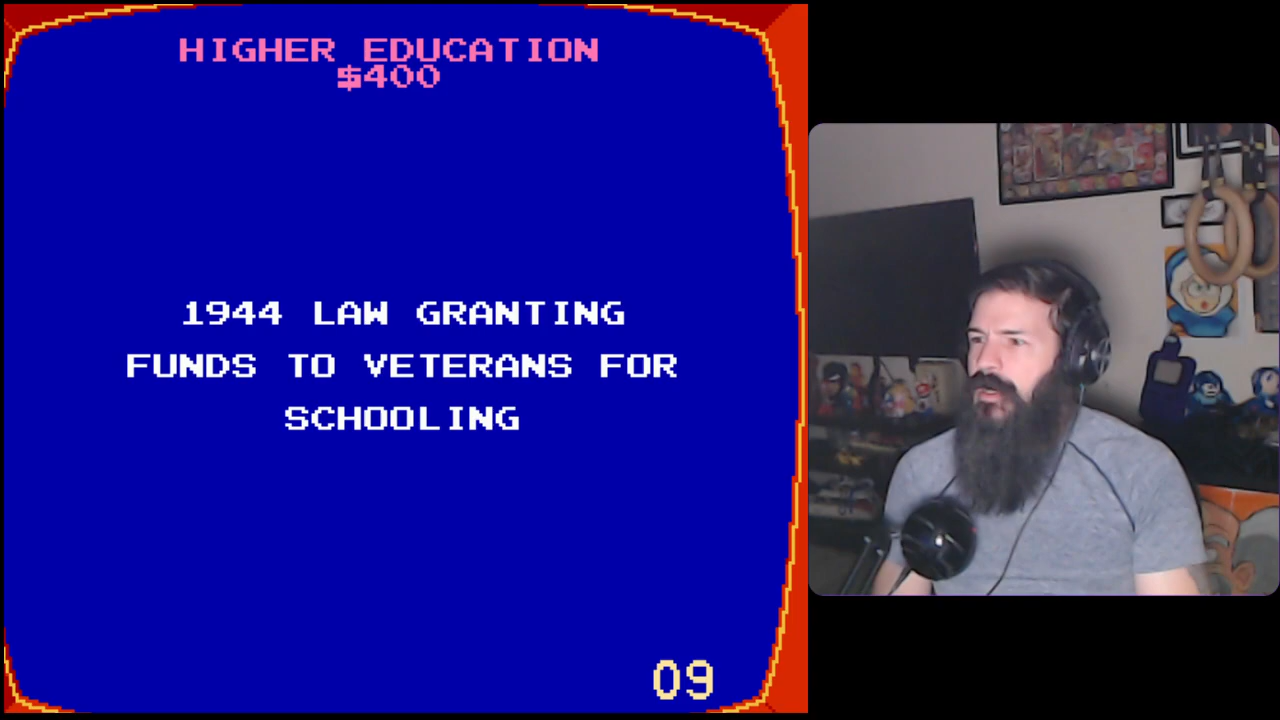 HIGHER EDUCATION
$400
1944 LAW GRANTING
FUNDS TO VETERANS FOR
SCHOOLING
09